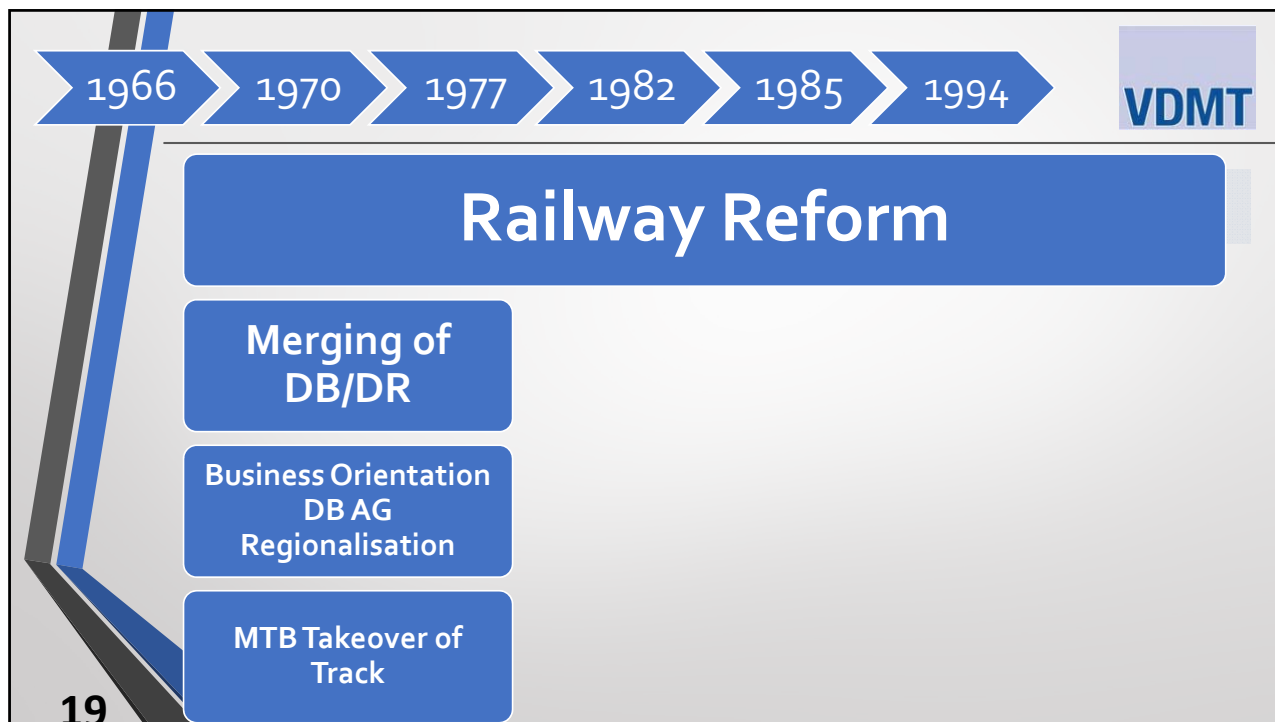 1966 1970 1977 1982 1985 1994
VDMT
Railway Reform
Merging of
DB/DR
Business Orientation
DB AG
Regionalisation
MTB Takeover of
Track
19